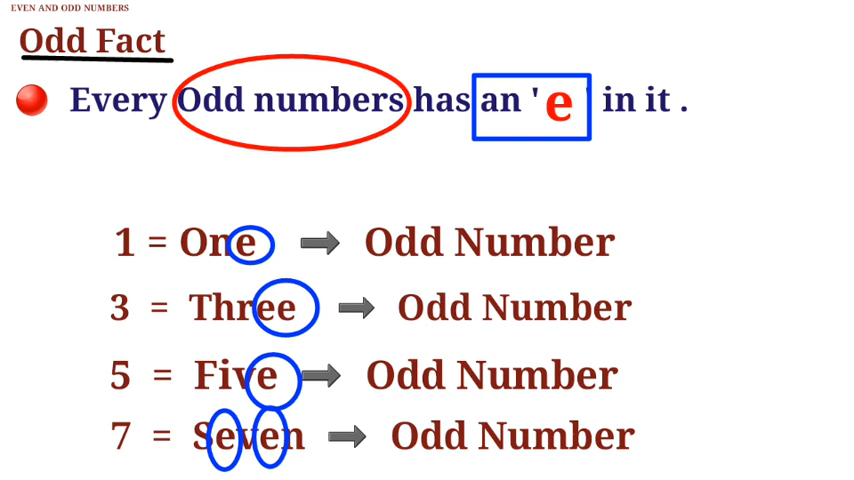 EVEN AND ODD NUMBERS
Odd Fact
Every Odd numbers has an 'e' in it .
1 = One ➡ Odd Number
3 = Three ➡ Odd Number
5 = Five ➡ Odd Number
7 = Seven ➡ Odd Number